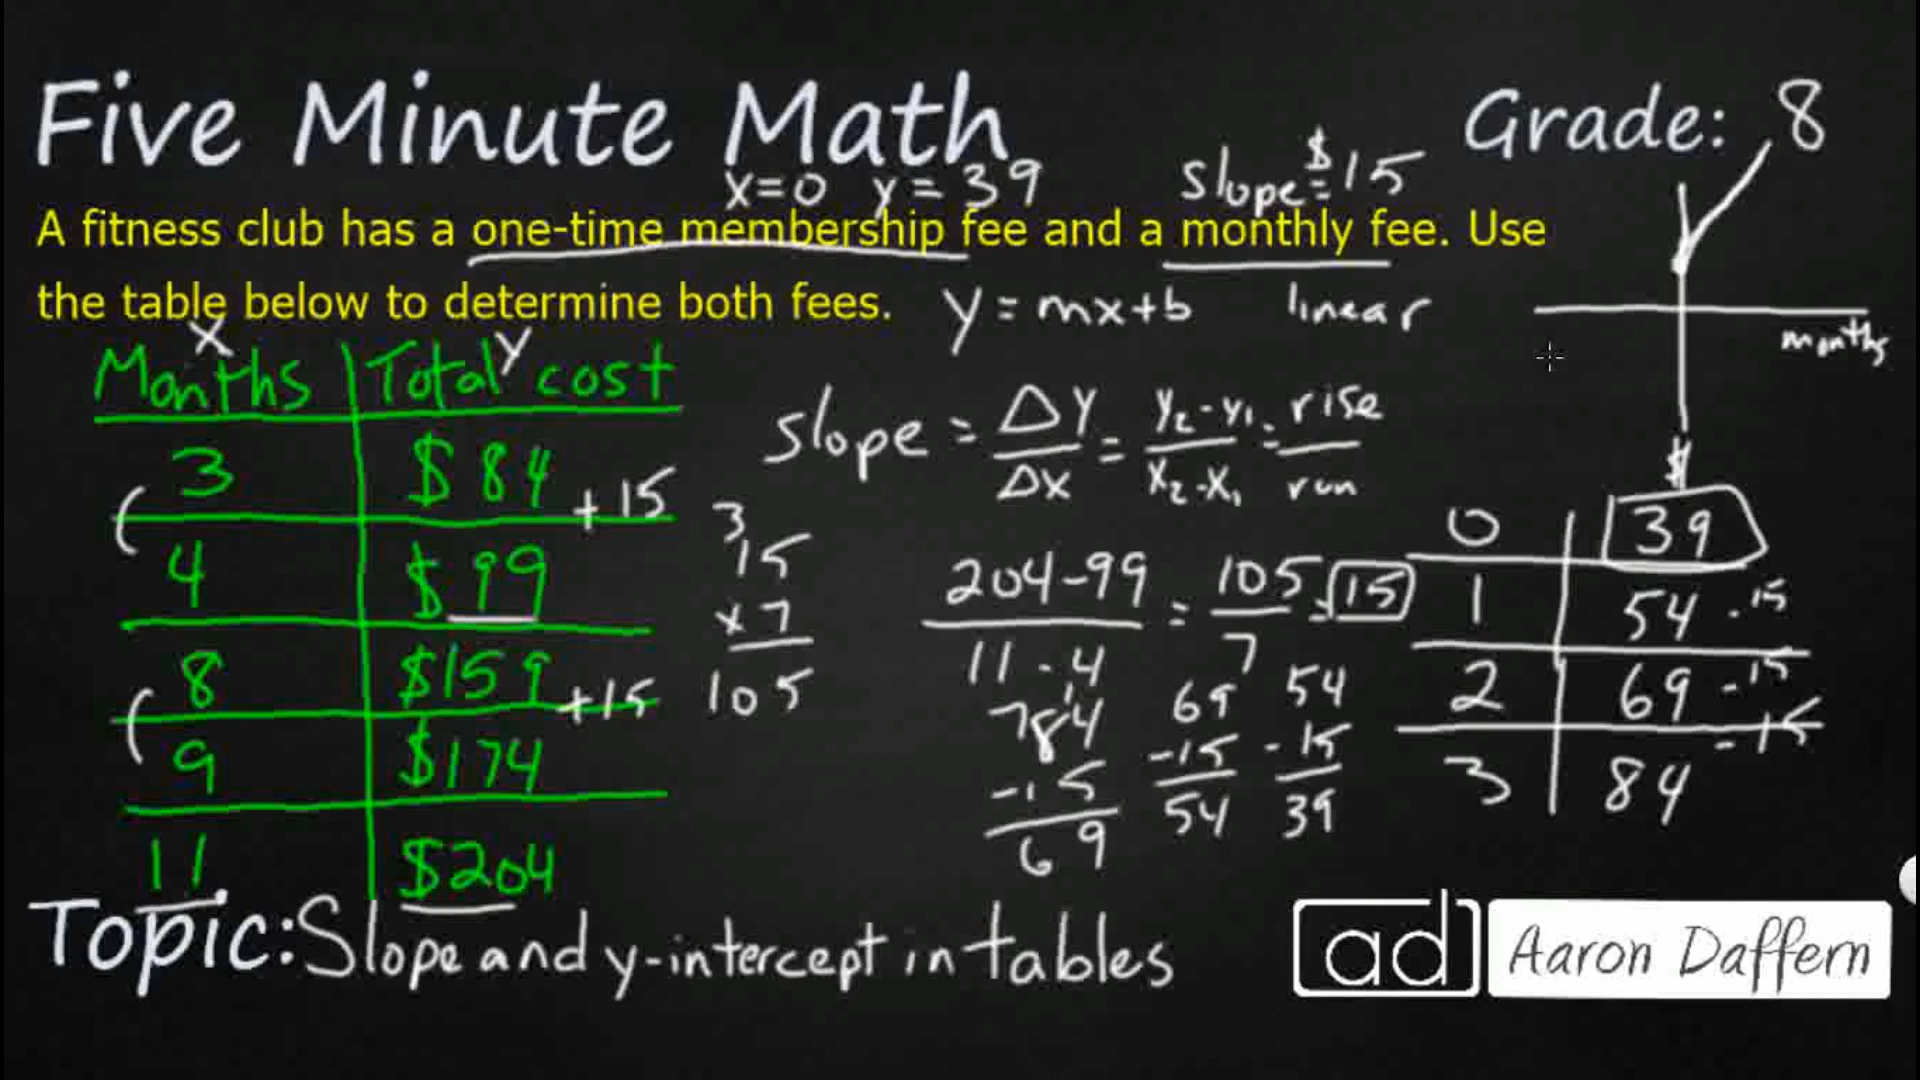 Five Minute Math
Grade: 8
x=0 y=39
slope=$15
A fitness club has a one-time membership fee and a monthly fee. Use
the table below to determine both fees.
y=mx+b linear
Y
months
$
X Y
Months Total cost
3 $84
+15
4 $99
8 $159
+15
9 $174
11 $204
slope = ΔY/ΔX = Y₂-Y₁/X₂-X₁ = rise/run
3
15
x7
105
204-99/11-4 = 105/7 = 15
7 84
-15
69
69
-15
54
54
-15
39
0 39
1 54 -15
2 69 -15
-15
3 84
Topic: Slope and y-intercept in tables
ad Aaron Daffern